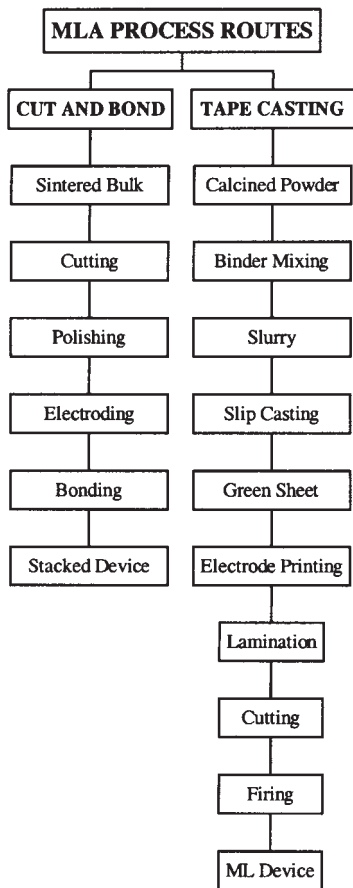 MLA PROCESS ROUTES
CUT AND BOND
Sintered Bulk
Cutting
Polishing
Electroding
Bonding
Stacked Device
TAPE CASTING
Calcined Powder
Binder Mixing
Slurry
Slip Casting
Green Sheet
Electrode Printing
Lamination
Cutting
Firing
ML Device